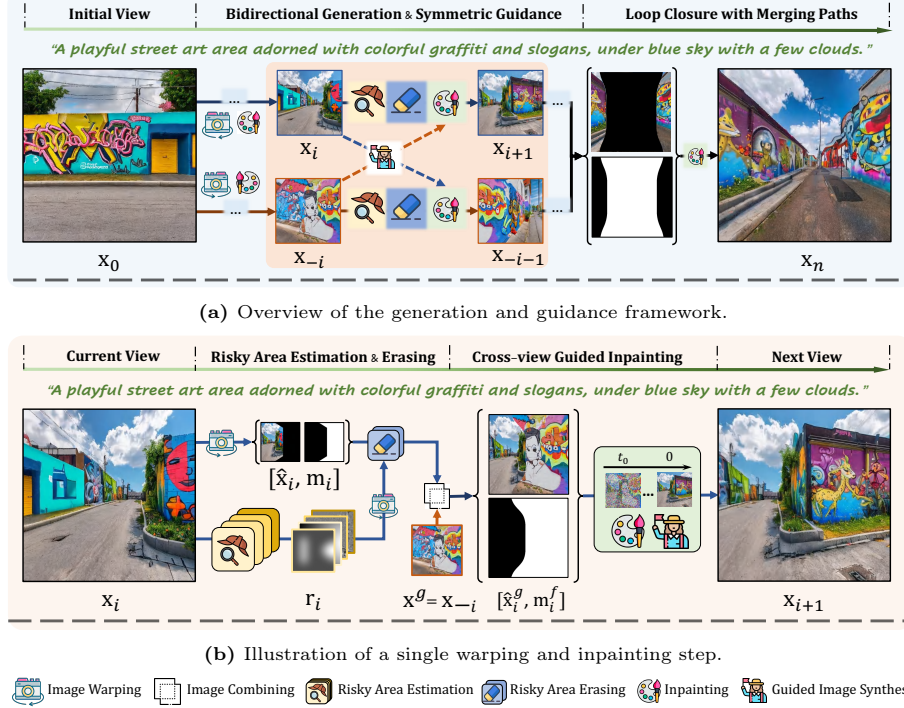 Initial View
Bidirectional Generation & Symmetric Guidance
Loop Closure with Merging Paths
"A playful street art area adorned with colorful graffiti and slogans, under blue sky with a few clouds."
... ...
x_i x_{i+1}
... ...
x_{-i} x_{-i-1}
x_0 x_n
(a) Overview of the generation and guidance framework.
Current View
Risky Area Estimation & Erasing
Cross-view Guided Inpainting
Next View
"A playful street art area adorned with colorful graffiti and slogans, under blue sky with a few clouds."
[x̂_i, m_i]
t_0 0
...
x_i r_i x^g = x_{-i} [x̂_i^g, m_i^f] x_{i+1}
(b) Illustration of a single warping and inpainting step.
Image Warping Image Combining Risky Area Estimation Risky Area Erasing Inpainting Guided Image Synthes